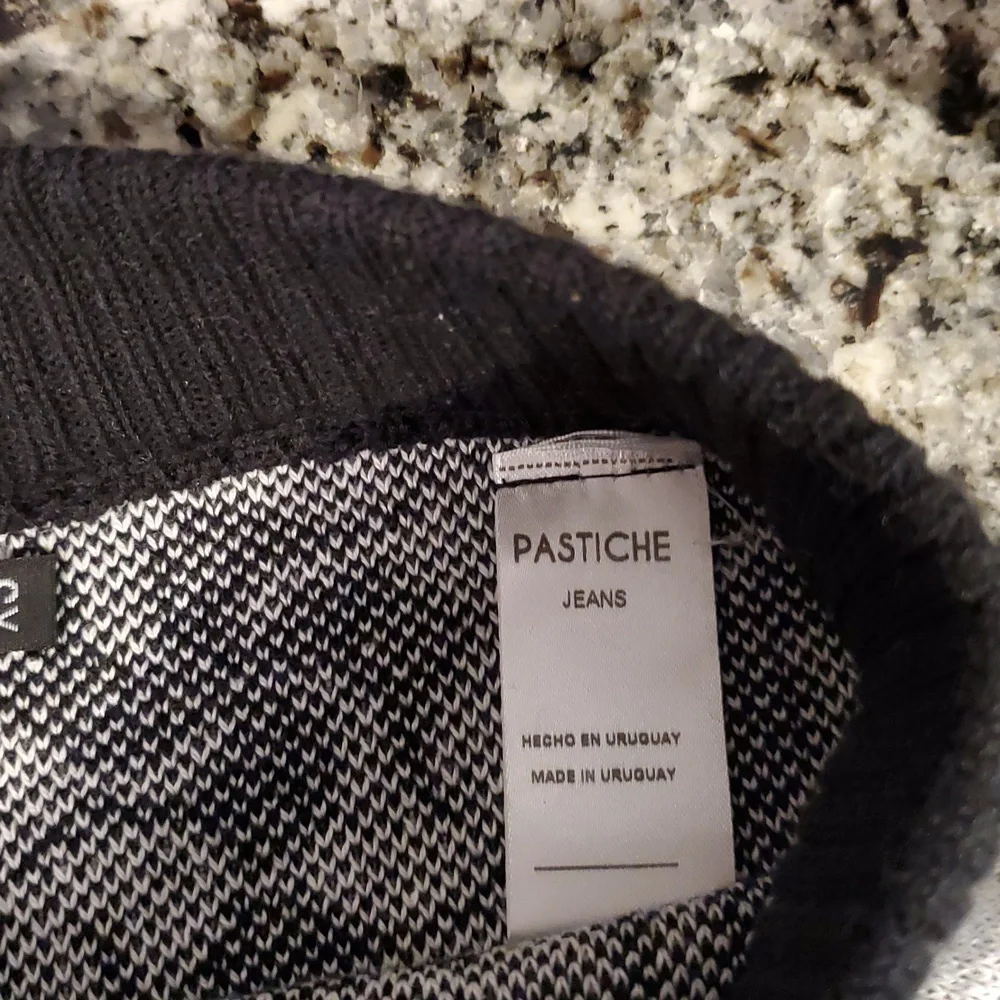 PASTICHE
JEANS
HECHO EN URUGUAY
MADE IN URUGUAY